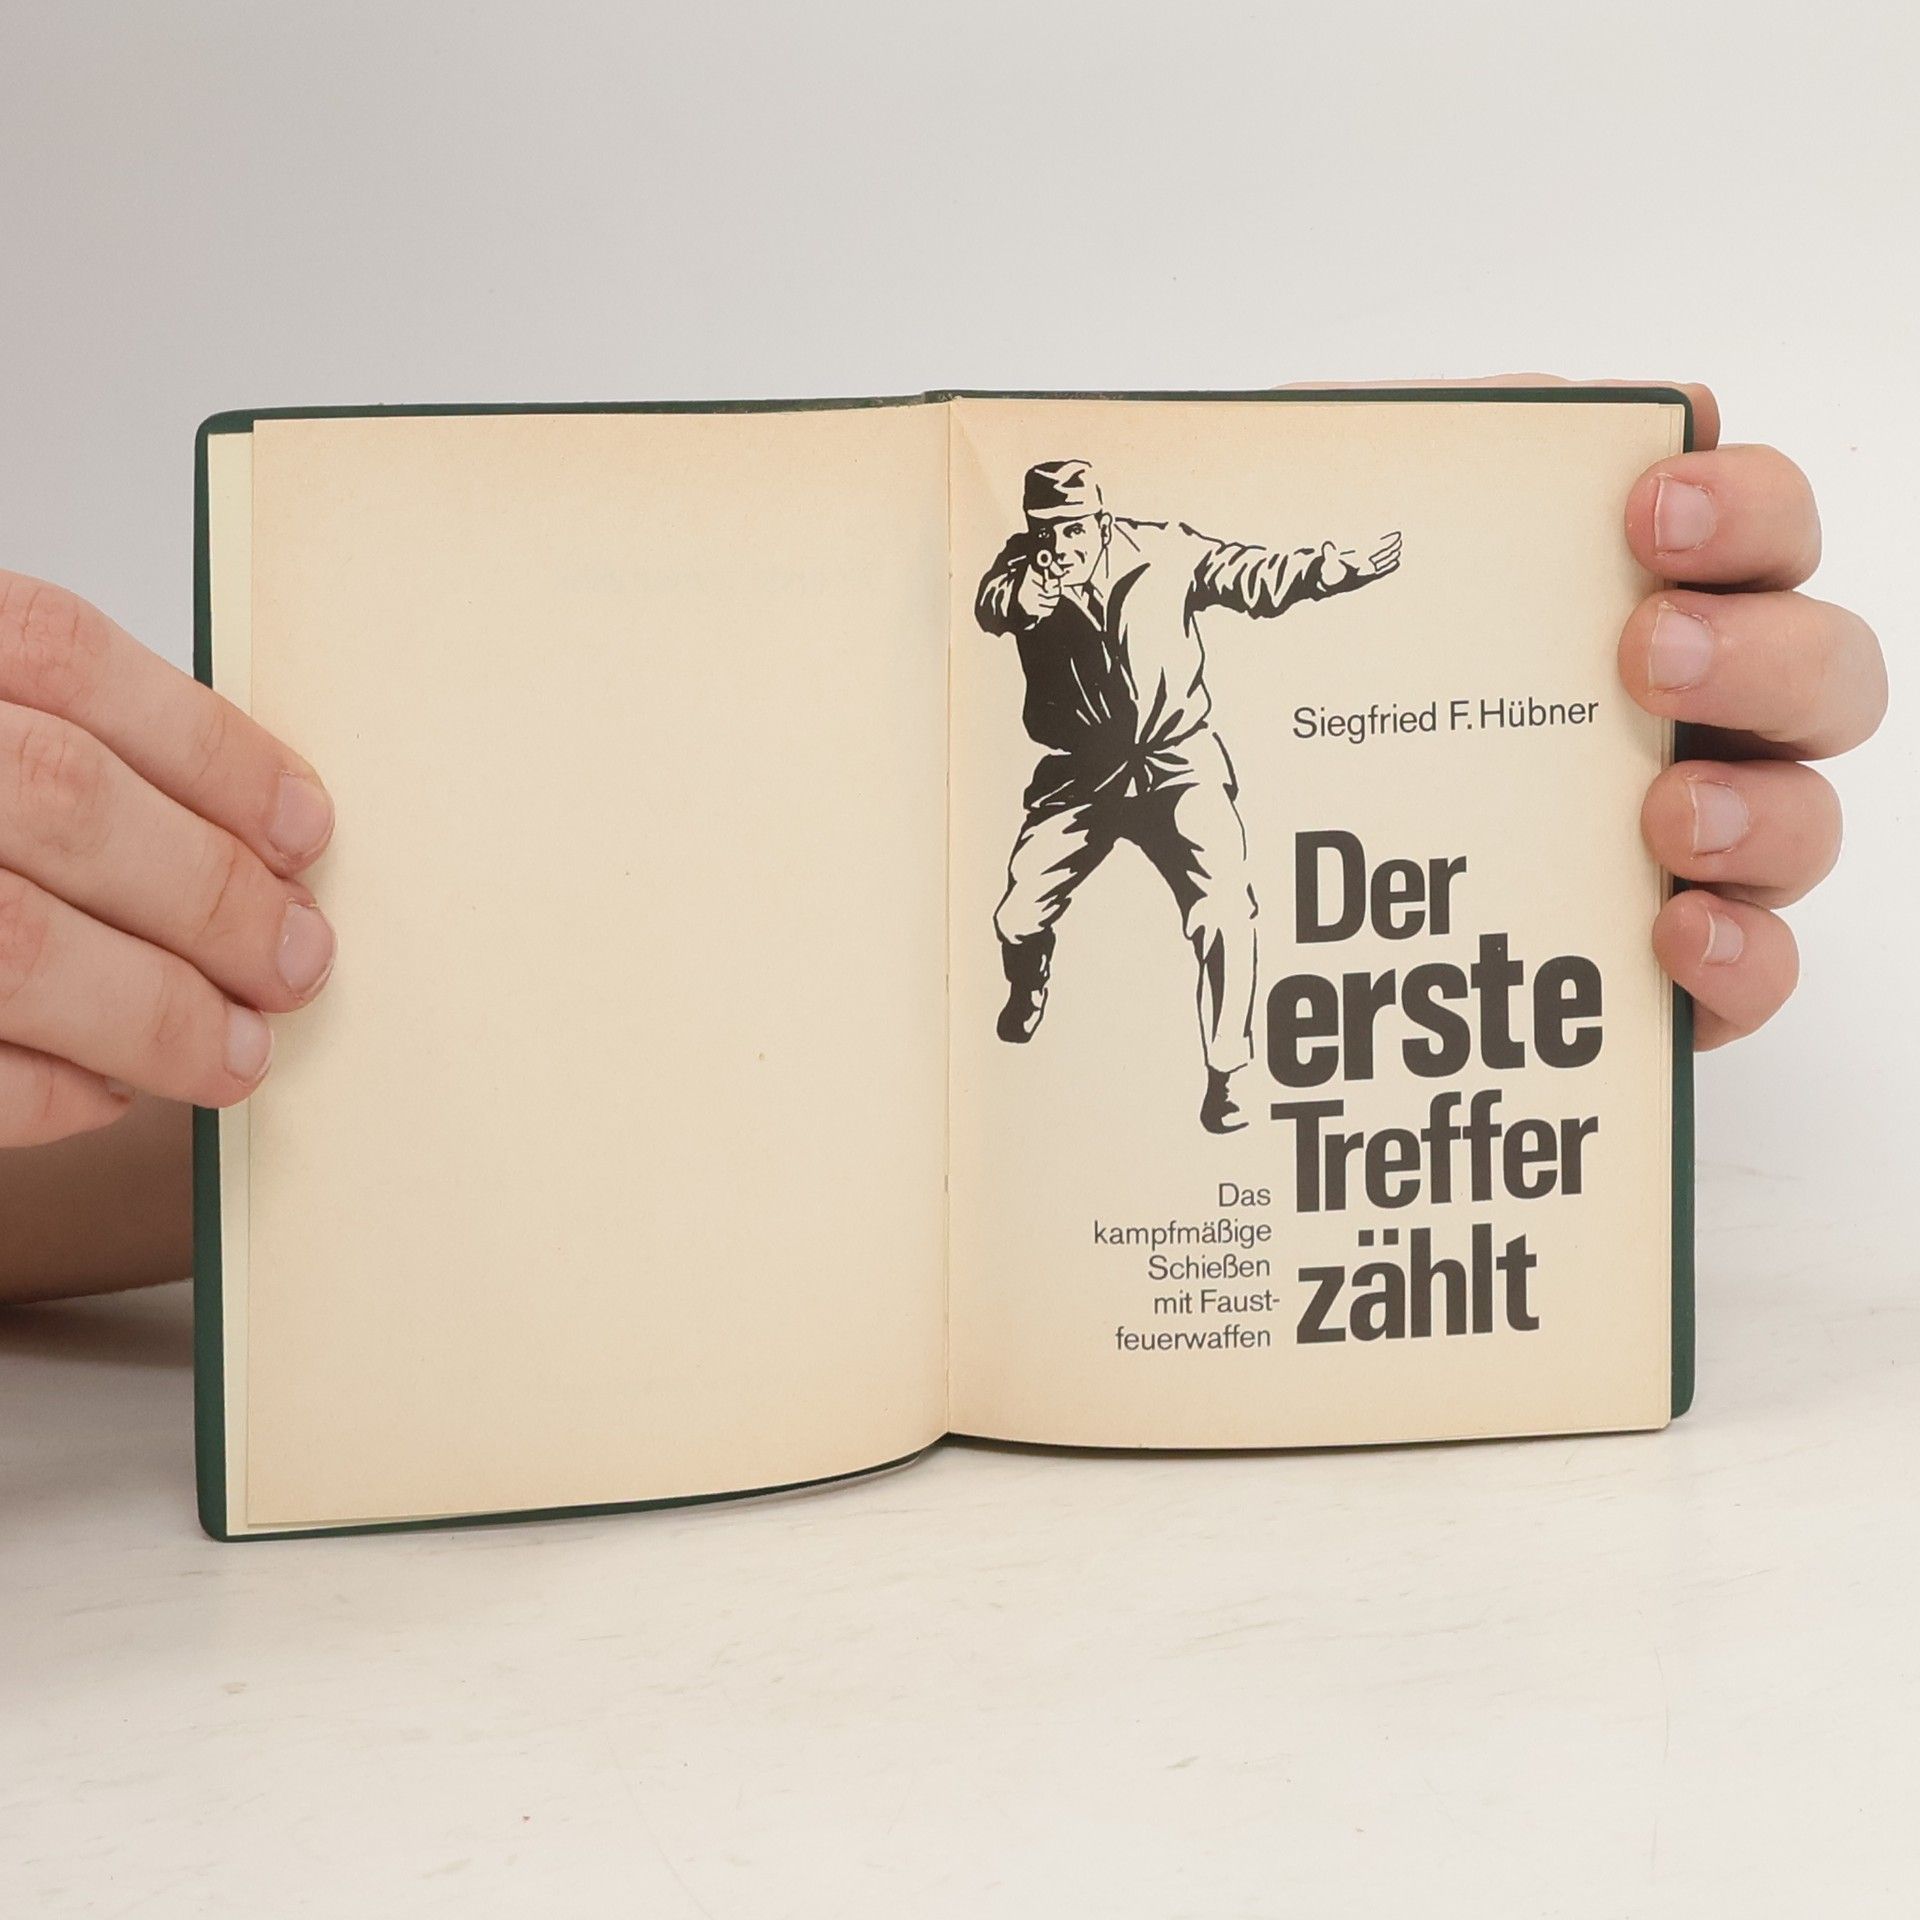 Siegfried F. Hübner
Der
erste
Treffer
zählt
Das
kampfmäßige
Schießen
mit Faust-
feuerwaffen